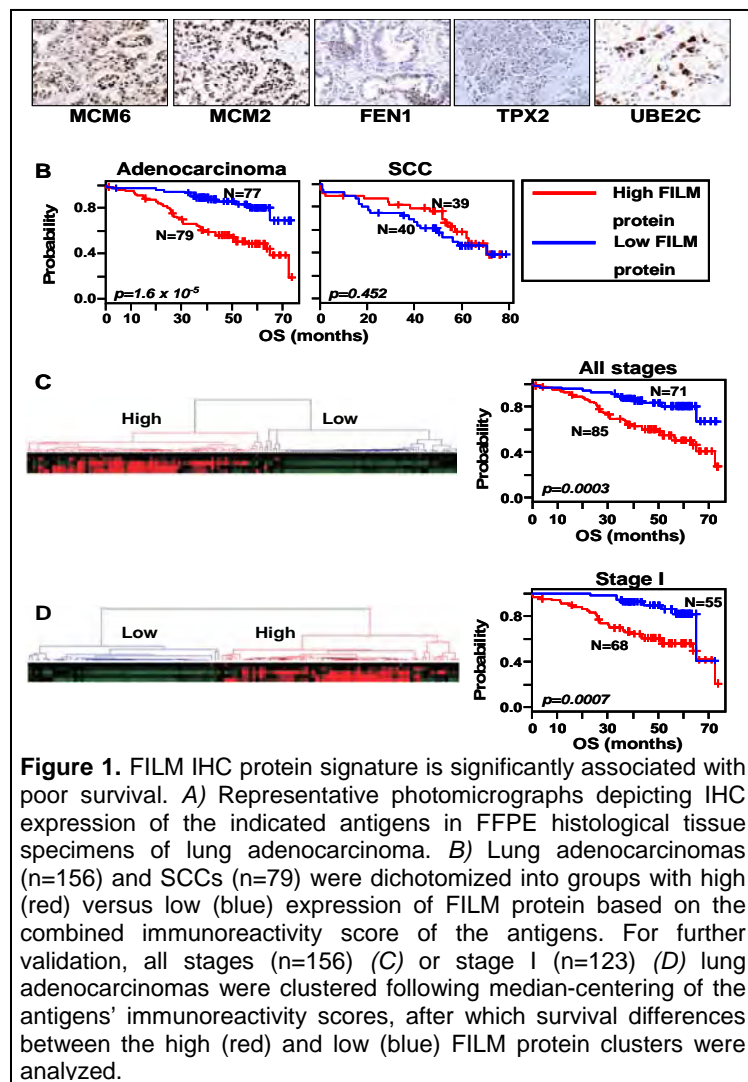 MCM6 MCM2 FEN1 TPX2 UBE2C
B
Adenocarcinoma
Probability
0.8
0.4
0.0
N=77
N=79
p=1.6 x 10-5
0 10 30 50 70
OS (months)
SCC
N=39
N=40
p=0.452
0 20 40 60 80
OS (months)
High FILM
protein
Low FILM
protein
C
High
Low
All stages
Probability
0.8
0.4
0.0
N=71
N=85
p=0.0003
0 10 30 50 70
OS (months)
D
Low
High
Stage I
Probability
0.8
0.4
0.0
N=55
N=68
p=0.0007
0 10 30 50 70
OS (months)
Figure 1. FILM IHC protein signature is significantly associated with
poor survival. A) Representative photomicrographs depicting IHC
expression of the indicated antigens in FFPE histological tissue
specimens of lung adenocarcinoma. B) Lung adenocarcinomas
(n=156) and SCCs (n=79) were dichotomized into groups with high
(red) versus low (blue) expression of FILM protein based on the
combined immunoreactivity score of the antigens. For further
validation, all stages (n=156) (C) or stage I (n=123) (D) lung
adenocarcinomas were clustered following median-centering of the
antigens' immunoreactivity scores, after which survival differences
between the high (red) and low (blue) FILM protein clusters were
analyzed.